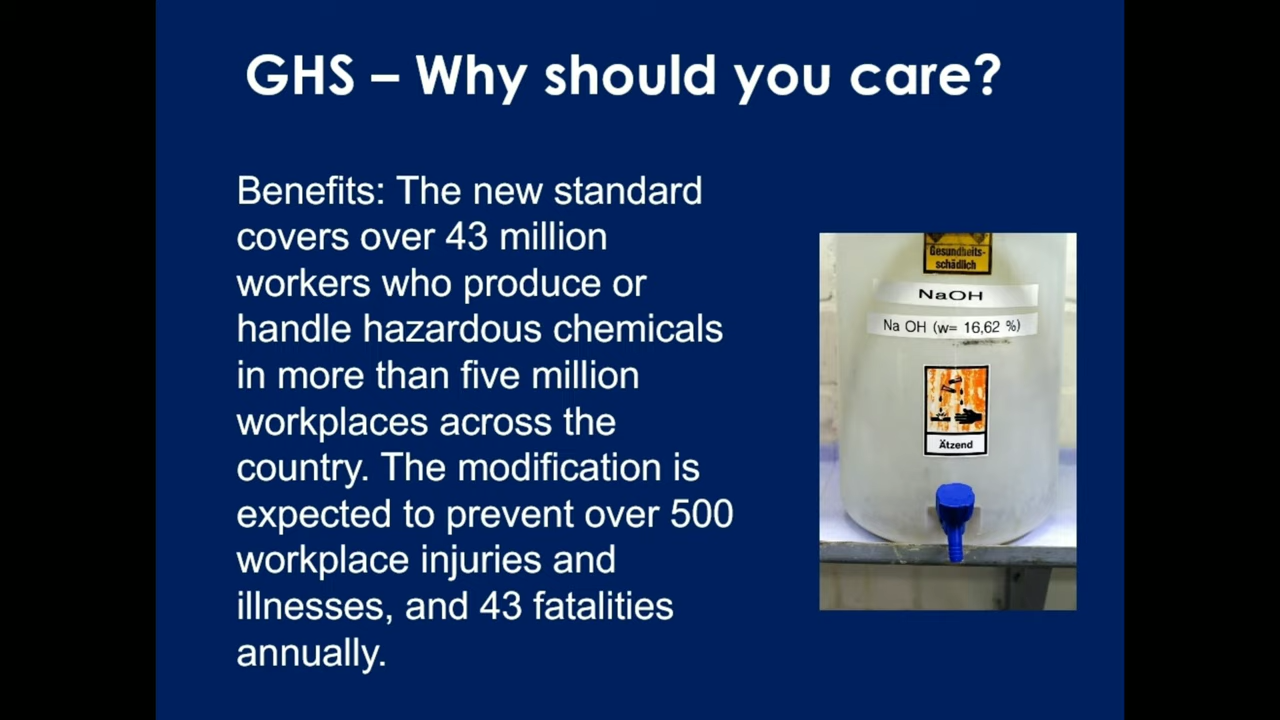 GHS – Why should you care?
Benefits: The new standard
covers over 43 million
workers who produce or
handle hazardous chemicals
in more than five million
workplaces across the
country. The modification is
expected to prevent over 500
workplace injuries and
illnesses, and 43 fatalities
annually.
Gesundheits-
schädlich
NaOH
Na OH (w= 16,62 %)
Ätzend